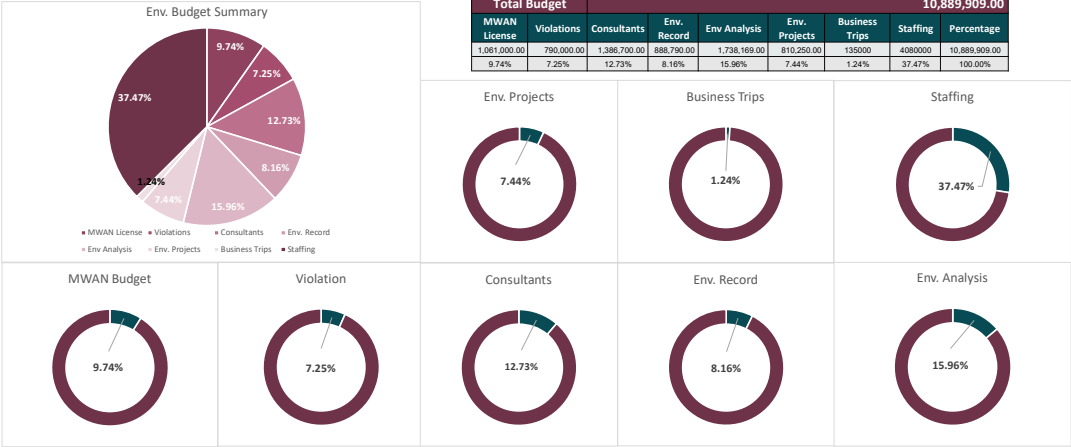 Env. Budget Summary
9.74%
7.25%
12.73%
8.16%
15.96%
7.44%
1.24%
37.47%
MWAN License Violations Consultants Env. Record
Env Analysis Env. Projects Business Trips Staffing
Total Budget 10,889,909.00
MWAN License Violations Consultants Env. Record Env Analysis Env. Projects Business Trips Staffing Percentage
1,061,000.00 790,000.00 1,386,700.00 888,790.00 1,738,169.00 810,250.00 135000 4080000 10,889,909.00
9.74% 7.25% 12.73% 8.16% 15.96% 7.44% 1.24% 37.47% 100.00%
Env. Projects
7.44%
Business Trips
1.24%
Staffing
37.47%
MWAN Budget
9.74%
Violation
7.25%
Consultants
12.73%
Env. Record
8.16%
Env. Analysis
15.96%